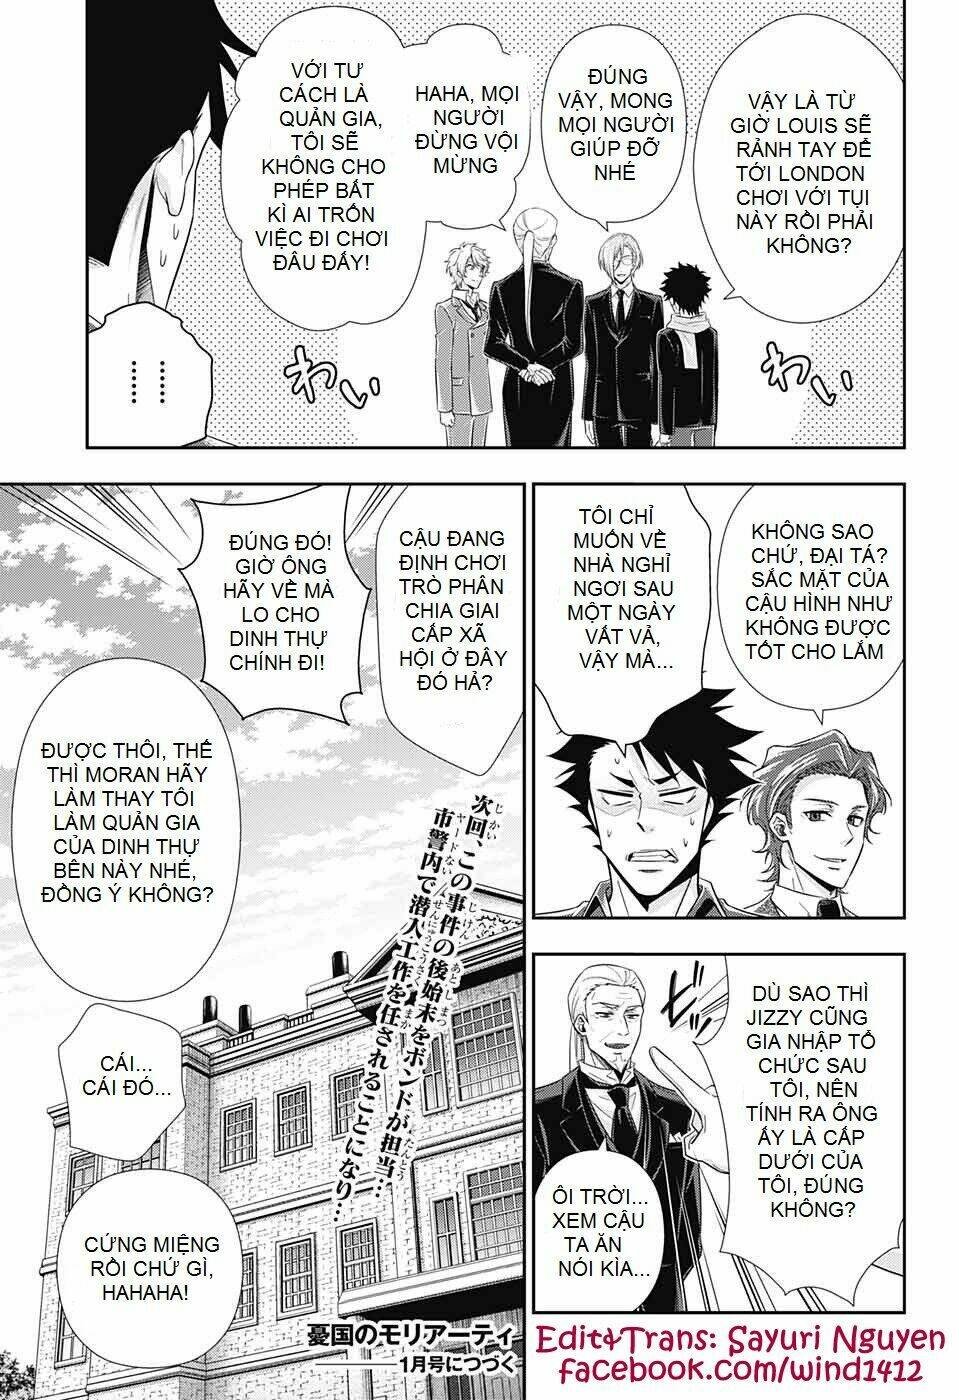 VẬY LÀ TỪ
GIỜ LOUIS SẼ
RẢNH TAY ĐỂ
TỚI LONDON
CHƠI VỚI TỤI
NÀY RỒI PHẢI
KHÔNG?
ĐÚNG
VẬY, MONG
MỌI NGƯỜI
GIÚP ĐỠ
NHÉ
HAHA, MỌI
NGƯỜI
ĐỪNG VỘI
MỪNG
VỚI TƯ
CÁCH LÀ
QUẢN GIA,
TÔI SẼ
KHÔNG CHO
PHÉP BẤT
KÌ AI TRỐN
VIỆC ĐI CHƠI
ĐÂU ĐẤY!
わい
わい
……
KHÔNG SAO
CHỨ, ĐẠI TÁ?
SẮC MẶT CỦA
CẬU HÌNH NHƯ
KHÔNG ĐƯỢC
TỐT CHO LẮM
TÔI CHỈ
MUỐN VỀ
NHÀ NGHỈ
NGƠI SAU
MỘT NGÀY
VẤT VẢ,
VẬY MÀ...
DÙ SAO THÌ
JIZZY CŨNG
GIA NHẬP TỔ
CHỨC SAU
TÔI, NÊN
TÍNH RA ÔNG
ẤY LÀ CẤP
DƯỚI CỦA
TÔI, ĐÚNG
KHÔNG?
ÔI TRỜI...
XEM CẬU
TA ĂN
NÓI KÌA...
CẬU ĐANG
ĐỊNH CHƠI
TRÒ PHÂN
CHIA GIAI
CẤP XÃ
HỘI Ở ĐÂY
ĐÓ HẢ?
ĐÚNG ĐÓ!
GIỜ ÔNG
HÃY VỀ MÀ
LO CHO
DINH THỰ
CHÍNH ĐI!
ĐƯỢC THÔI, THẾ
THÌ MORAN HÃY
LÀM THAY TÔI
LÀM QUẢN GIA
CỦA DINH THỰ
BÊN NÀY NHÉ,
ĐỒNG Ý KHÔNG?
CÁI...
CÁI ĐÓ...
CỨNG MIỆNG
RỒI CHỨ GÌ,
HAHAHA!
次回、この事件の後始末をボンドが担当…
市警内で潜入工作を任されることになり…
憂国のモリアーティ
1月号につづく
Edit&Trans: Sayuri Nguyen
facebook.com/wind1412